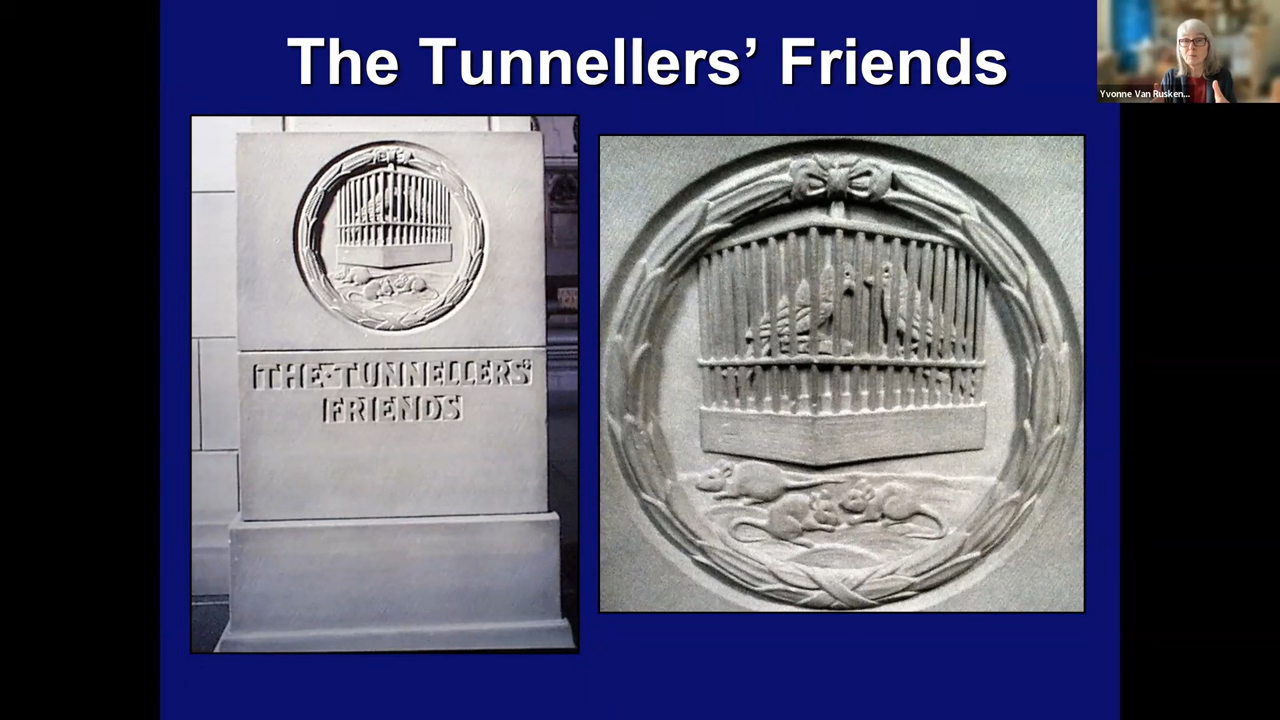 The Tunnellers’ Friends
Yvonne Van Rusken...
THE·TUNNELLERS’
FRIENDS